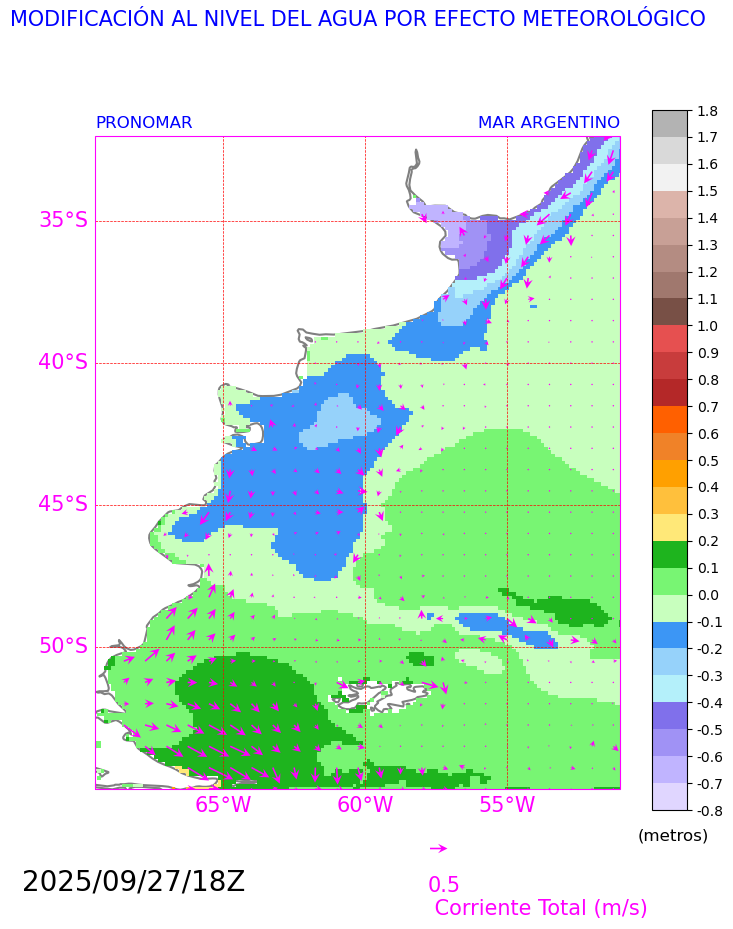 MODIFICACIÓN AL NIVEL DEL AGUA POR EFECTO METEOROLÓGICO
PRONOMAR
MAR ARGENTINO
35°S
40°S
45°S
50°S
65°W
60°W
55°W
1.8
1.7
1.6
1.5
1.4
1.3
1.2
1.1
1.0
0.9
0.8
0.7
0.6
0.5
0.4
0.3
0.2
0.1
0.0
-0.1
-0.2
-0.3
-0.4
-0.5
-0.6
-0.7
-0.8
(metros)
2025/09/27/18Z
0.5
Corriente Total (m/s)